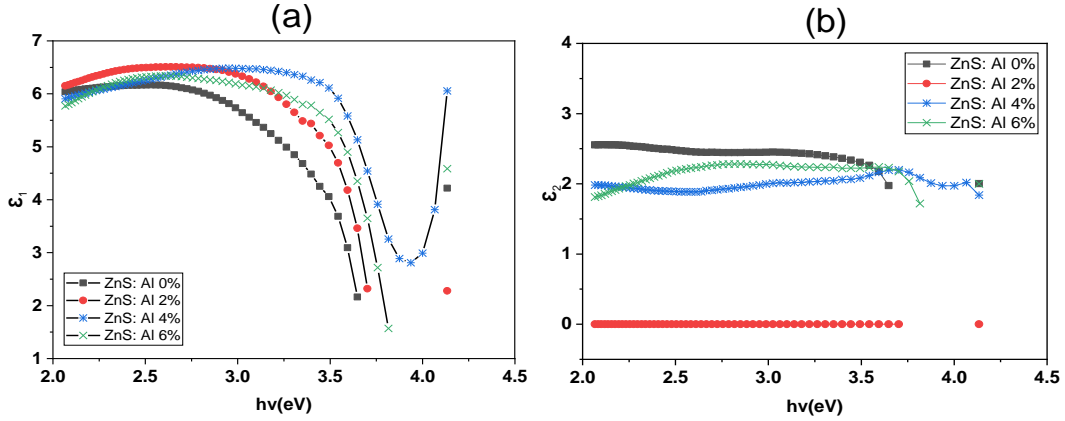 (a)
7
6
5
4
3
2
1
ε1
ZnS: Al 0%
ZnS: Al 2%
ZnS: Al 4%
ZnS: Al 6%
2.0 2.5 3.0 3.5 4.0 4.5
hν(eV)
(b)
4
3
2
1
0
ε2
ZnS: Al 0%
ZnS: Al 2%
ZnS: Al 4%
ZnS: Al 6%
2.0 2.5 3.0 3.5 4.0 4.5
hν(eV)